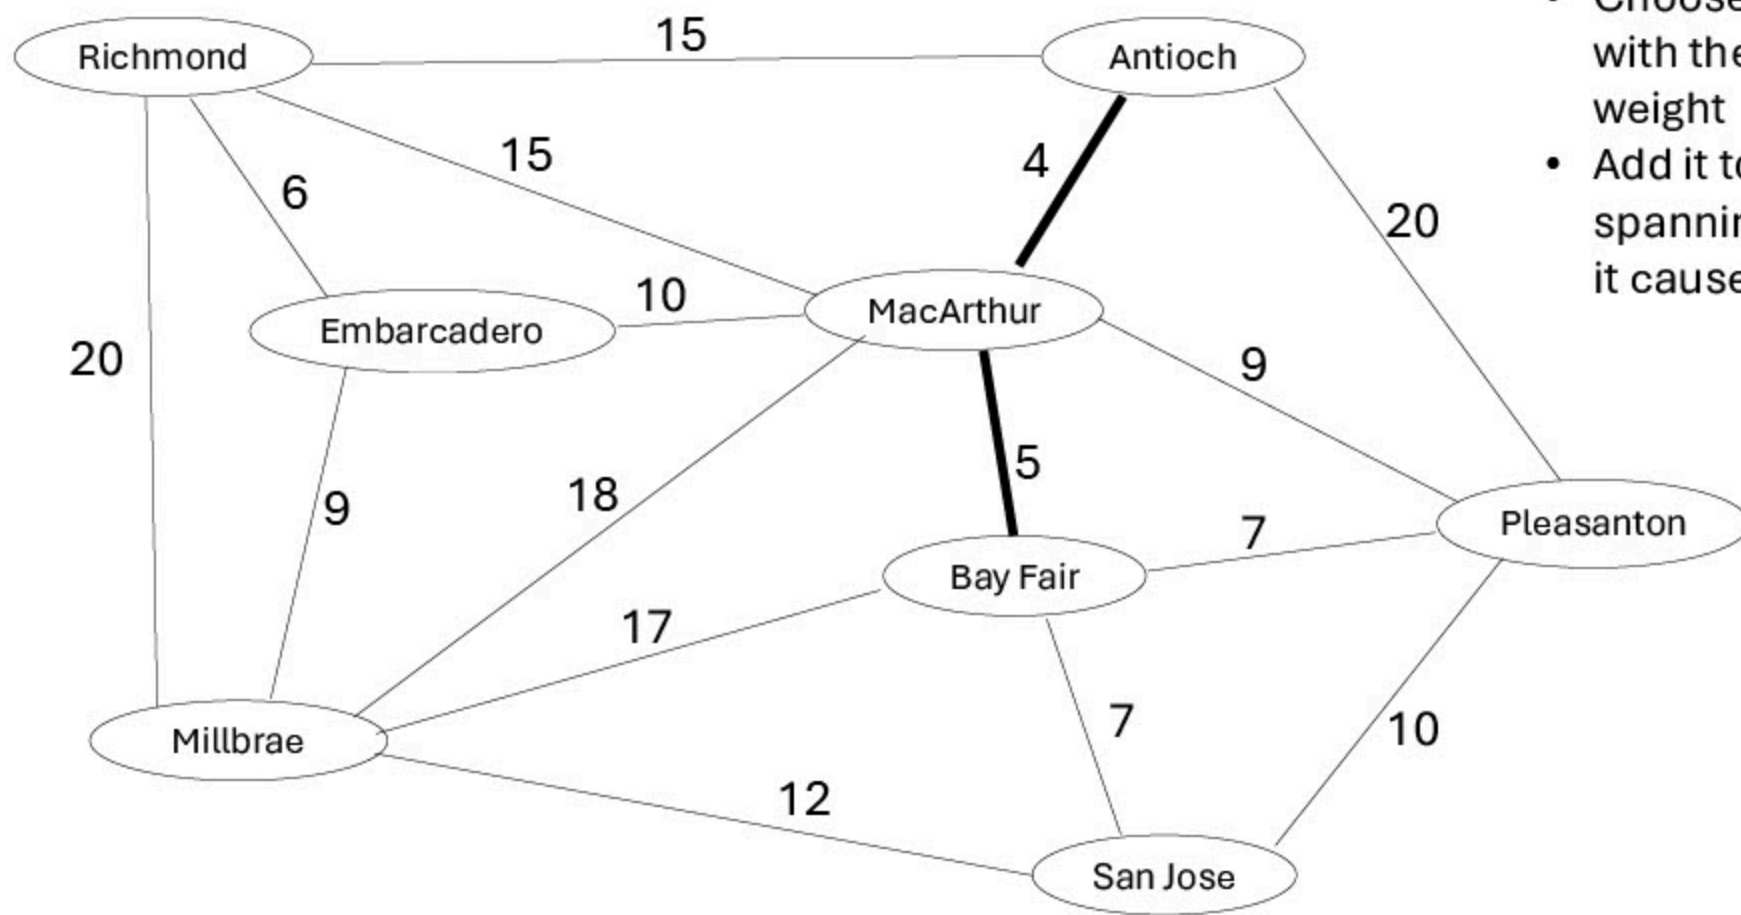 Richmond
15
Antioch
with the
weight
• Add it to
spannin
it cause
15
4
6
20
10
MacArthur
Embarcadero
20
9
5
18
9
Pleasanton
7
Bay Fair
17
7
10
Millbrae
12
San Jose